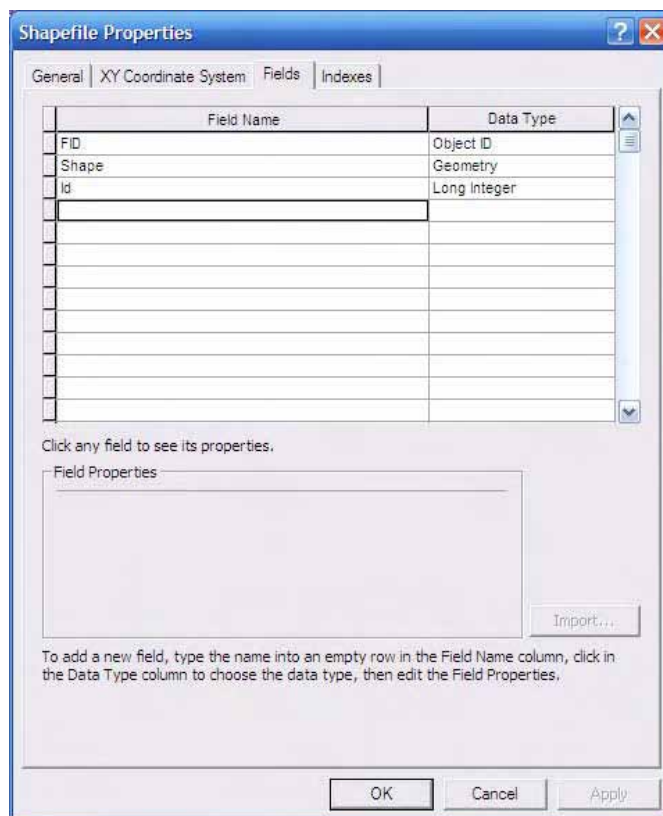 Shapefile Properties
General XY Coordinate System Fields Indexes
Field Name Data Type
FID Object ID
Shape Geometry
Id Long Integer
Click any field to see its properties.
Field Properties
Import...
To add a new field, type the name into an empty row in the Field Name column, click in
the Data Type column to choose the data type, then edit the Field Properties.
OK Cancel Apply